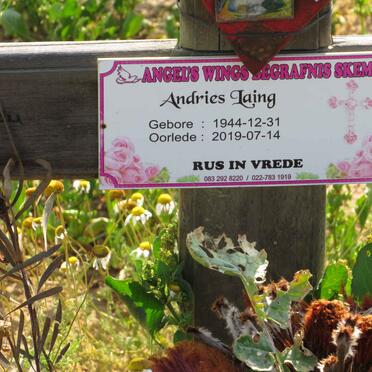 ANGEL'S WINGS BEGRAFNIS SKEM
Andries Laing
Gebore : 1944-12-31
Oorlede : 2019-07-14
RUS IN VREDE
083 292 8220 / 022-783 1919